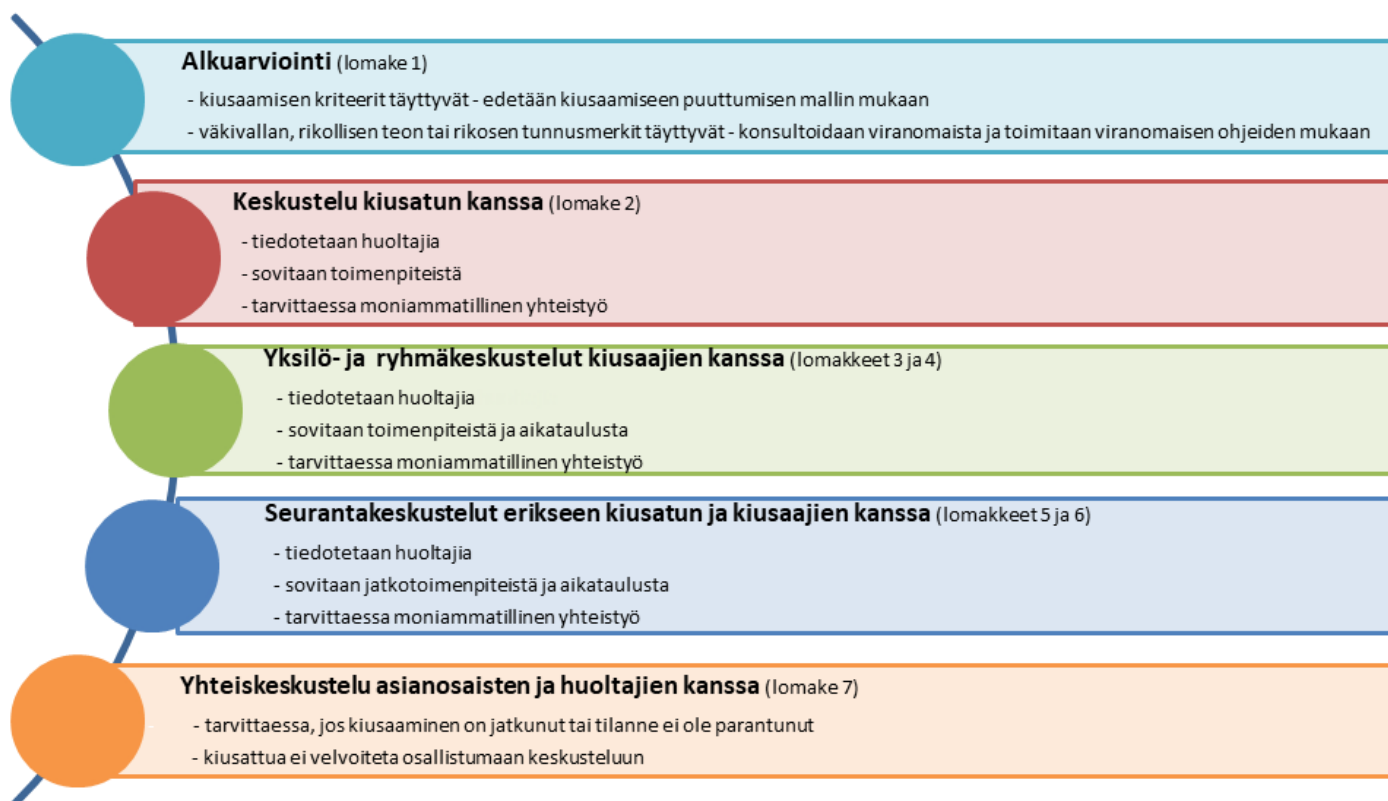 Alkuarviointi (lomake 1)
- kiusaamisen kriteerit täyttyvät - edetään kiusaamiseen puuttumisen mallin mukaan
- väkivallan, rikollisen teon tai rikosen tunnusmerkit täyttyvät - konsultoidaan viranomaista ja toimitaan viranomaisen ohjeiden mukaan
Keskustelu kiusatun kanssa (lomake 2)
- tiedotetaan huoltajia
- sovitaan toimenpiteistä
- tarvittaessa moniammatillinen yhteistyö
Yksilö- ja ryhmäkeskustelut kiusaajien kanssa (lomakkeet 3 ja 4)
- tiedotetaan huoltajia
- sovitaan toimenpiteistä ja aikataulusta
- tarvittaessa moniammatillinen yhteistyö
Seurantakeskustelut erikseen kiusatun ja kiusaajien kanssa (lomakkeet 5 ja 6)
- tiedotetaan huoltajia
- sovitaan jatkotoimenpiteistä ja aikataulusta
- tarvittaessa moniammatillinen yhteistyö
Yhteiskeskustelu asianosaisten ja huoltajien kanssa (lomake 7)
- tarvittaessa, jos kiusaaminen on jatkunut tai tilanne ei ole parantunut
- kiusattua ei velvoiteta osallistumaan keskusteluun